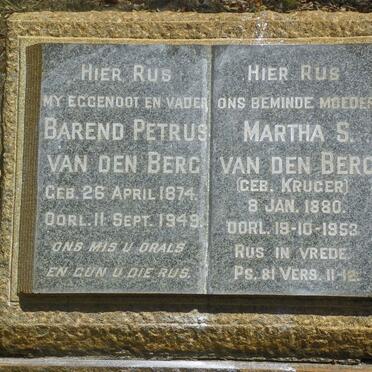 HIER RUS
MY EGGENOOT EN VADER
BAREND PETRUS
VAN DEN BERG
GEB. 26 APRIL 1874.
OORL. 11 SEPT. 1949.
ONS MIS U ORALS
EN GUN U DIE RUS.
HIER RUS
ONS BEMINDE MOEDER
MARTHA S.
VAN DEN BERG
(GEB. KRUGER)
8 JAN. 1880.
OORL. 19-10-1953
RUS IN VREDE.
PS. 81 VERS. 11-12.